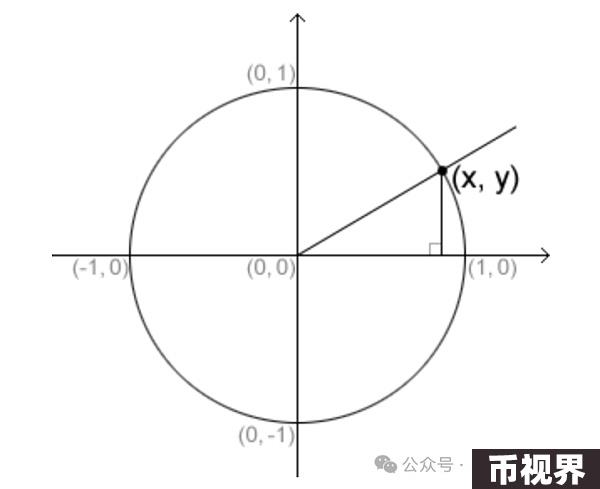 (0, 1)
(x, y)
(-1, 0)
(0, 0)
(1, 0)
(0, -1)
公众号 ·
币视界